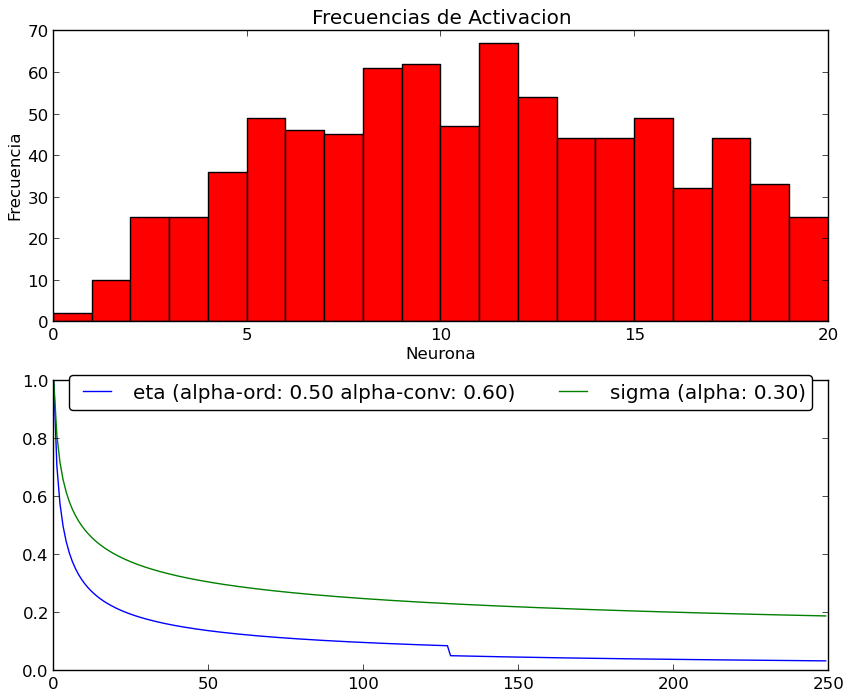 Frecuencias de Activacion
70
60
50
40
30
20
10
0
Frecuencia
0 5 10 15 20
Neurona
eta (alpha-ord: 0.50 alpha-conv: 0.60) sigma (alpha: 0.30)
1.0
0.8
0.6
0.4
0.2
0.0
0 50 100 150 200 250